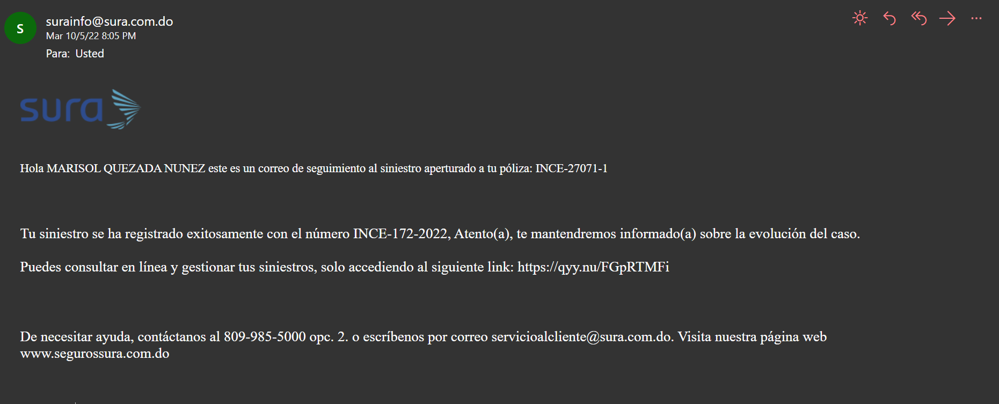 S
surainfo@sura.com.do
Mar 10/5/22 8:05 PM
Para: Usted
sura
Hola MARISOL QUEZADA NUNEZ este es un correo de seguimiento al siniestro aperturado a tu póliza: INCE-27071-1
Tu siniestro se ha registrado exitosamente con el número INCE-172-2022, Atento(a), te mantendremos informado(a) sobre la evolución del caso.
Puedes consultar en línea y gestionar tus siniestros, solo accediendo al siguiente link: https://qyy.nu/FGpRTMFi
De necesitar ayuda, contáctanos al 809-985-5000 opc. 2. o escríbenos por correo servicioalcliente@sura.com.do. Visita nuestra página web
www.segurossura.com.do